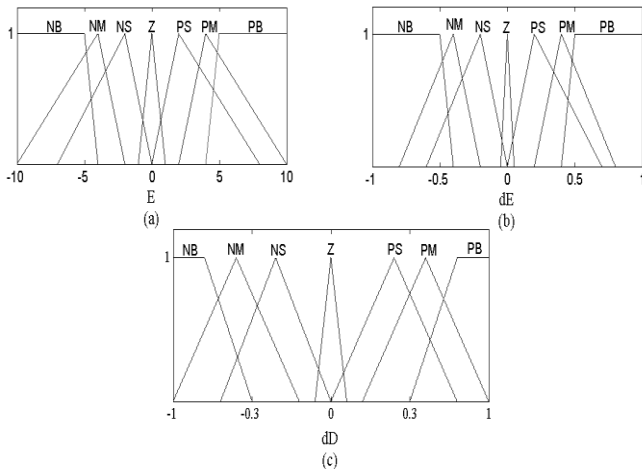 NB NM NS Z PS PM PB
1
-10 -5 0 5 10
E
(a)
NB NM NS Z PS PM PB
1
-1 -0.5 0 0.5 1
dE
(b)
NB NM NS Z PS PM PB
1
-1 -0.3 0 0.3 1
dD
(c)